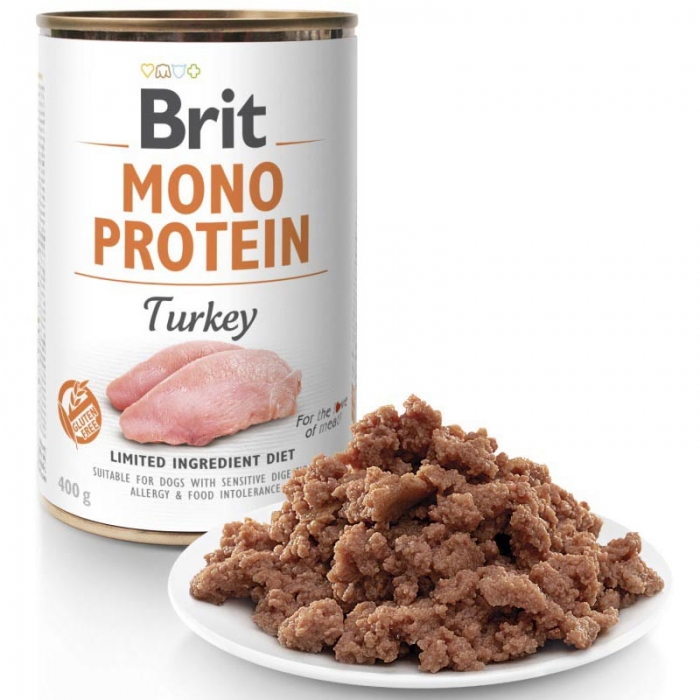 Brit
MONO
PROTEIN
Turkey
GLUTEN
FREE
For the love
of meat
LIMITED INGREDIENT DIET
SUITABLE FOR DOGS WITH SENSITIVE
ALLERGY & FOOD INTOLERANCE
400 g